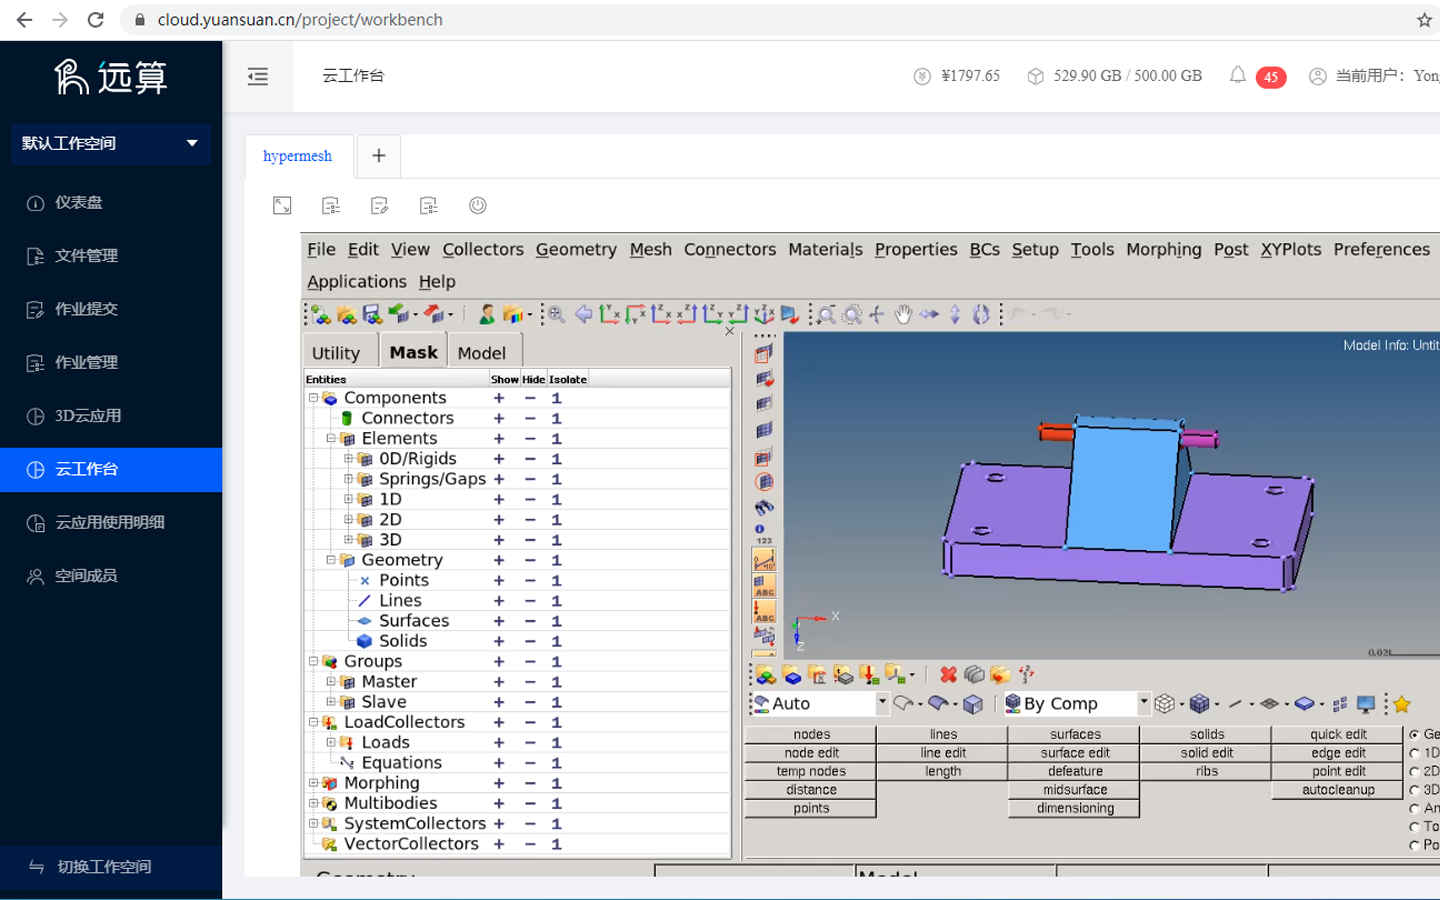 cloud.yuansuan.cn/project/workbench
远算
云工作台
¥1797.65
529.90 GB / 500.00 GB
45
当前用户：
默认工作空间
仪表盘
文件管理
作业提交
作业管理
3D云应用
云工作台
云应用使用明细
空间成员
切换工作空间
hypermesh
File Edit View Collectors Geometry Mesh Connectors Materials Properties BCs Setup Tools Morphing Post XYPlots Preferences
Applications Help
Utility Mask Model
Entities Show Hide Isolate
Components + − 1
Connectors + − 1
Elements + − 1
0D/Rigids + − 1
Springs/Gaps + − 1
1D + − 1
2D + − 1
3D + − 1
Geometry + − 1
Points + − 1
Lines + − 1
Surfaces + − 1
Solids + − 1
Groups + − 1
Master + − 1
Slave + − 1
LoadCollectors + − 1
Loads + − 1
Equations + − 1
Morphing + − 1
Multibodies + − 1
SystemCollectors + − 1
VectorCollectors + − 1
123
ABC
ABC
Model Info:
X
Z
Auto
By Comp
nodes lines surfaces solids quick edit
node edit line edit surface edit solid edit edge edit
temp nodes length defeature ribs point edit
distance midsurface autocleanup
points dimensioning
Ge
1D
2D
3D
An
To
Po
Geometry
Model